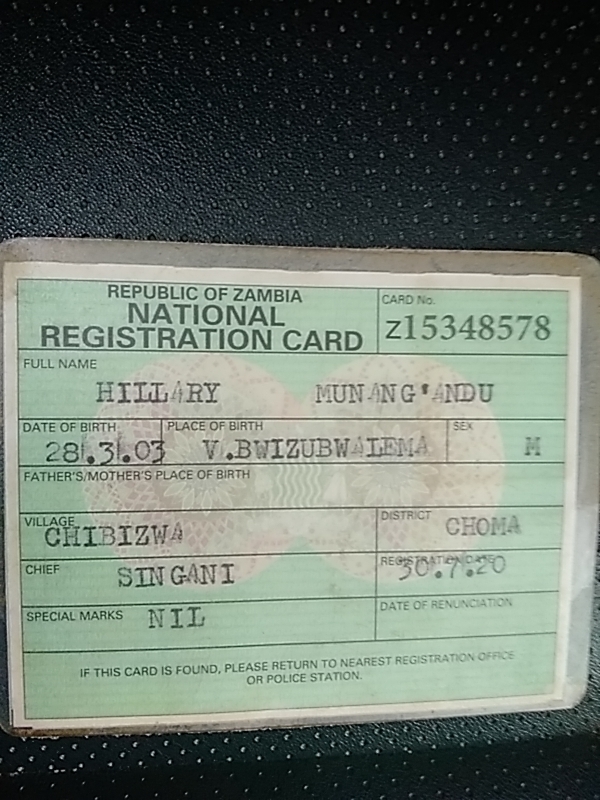 REPUBLIC OF ZAMBIA
NATIONAL
REGISTRATION CARD
CARD No.
Z15348578
FULL NAME
HILLARY MUNANG'ANDU
DATE OF BIRTH
28.3.03
PLACE OF BIRTH
V.BWIZUBWALEMA
SEX
M
FATHER'S/MOTHER'S PLACE OF BIRTH
VILLAGE
CHIBIZWA
DISTRICT
CHOMA
CHIEF
SINGANI
REGISTRATION DATE
30.7.20
SPECIAL MARKS
NIL
DATE OF RENUNCIATION
IF THIS CARD IS FOUND, PLEASE RETURN TO NEAREST REGISTRATION OFFICE
OR POLICE STATION.